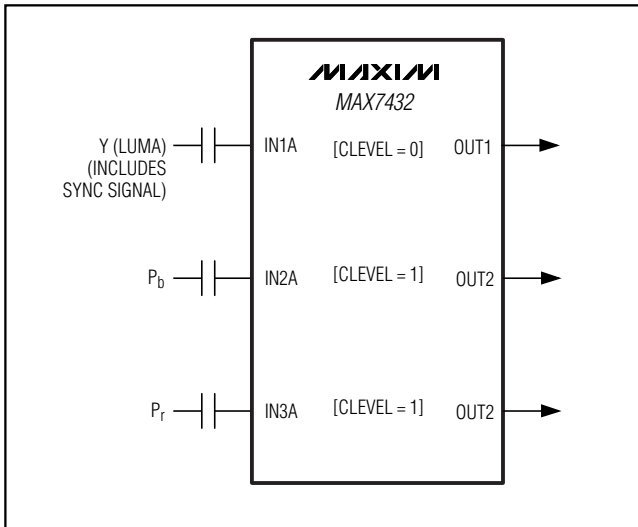 MAXIM
MAX7432
Y (LUMA)
(INCLUDES
SYNC SIGNAL)
IN1A
[CLEVEL = 0]
OUT1
Pb
IN2A
[CLEVEL = 1]
OUT2
Pr
IN3A
[CLEVEL = 1]
OUT2